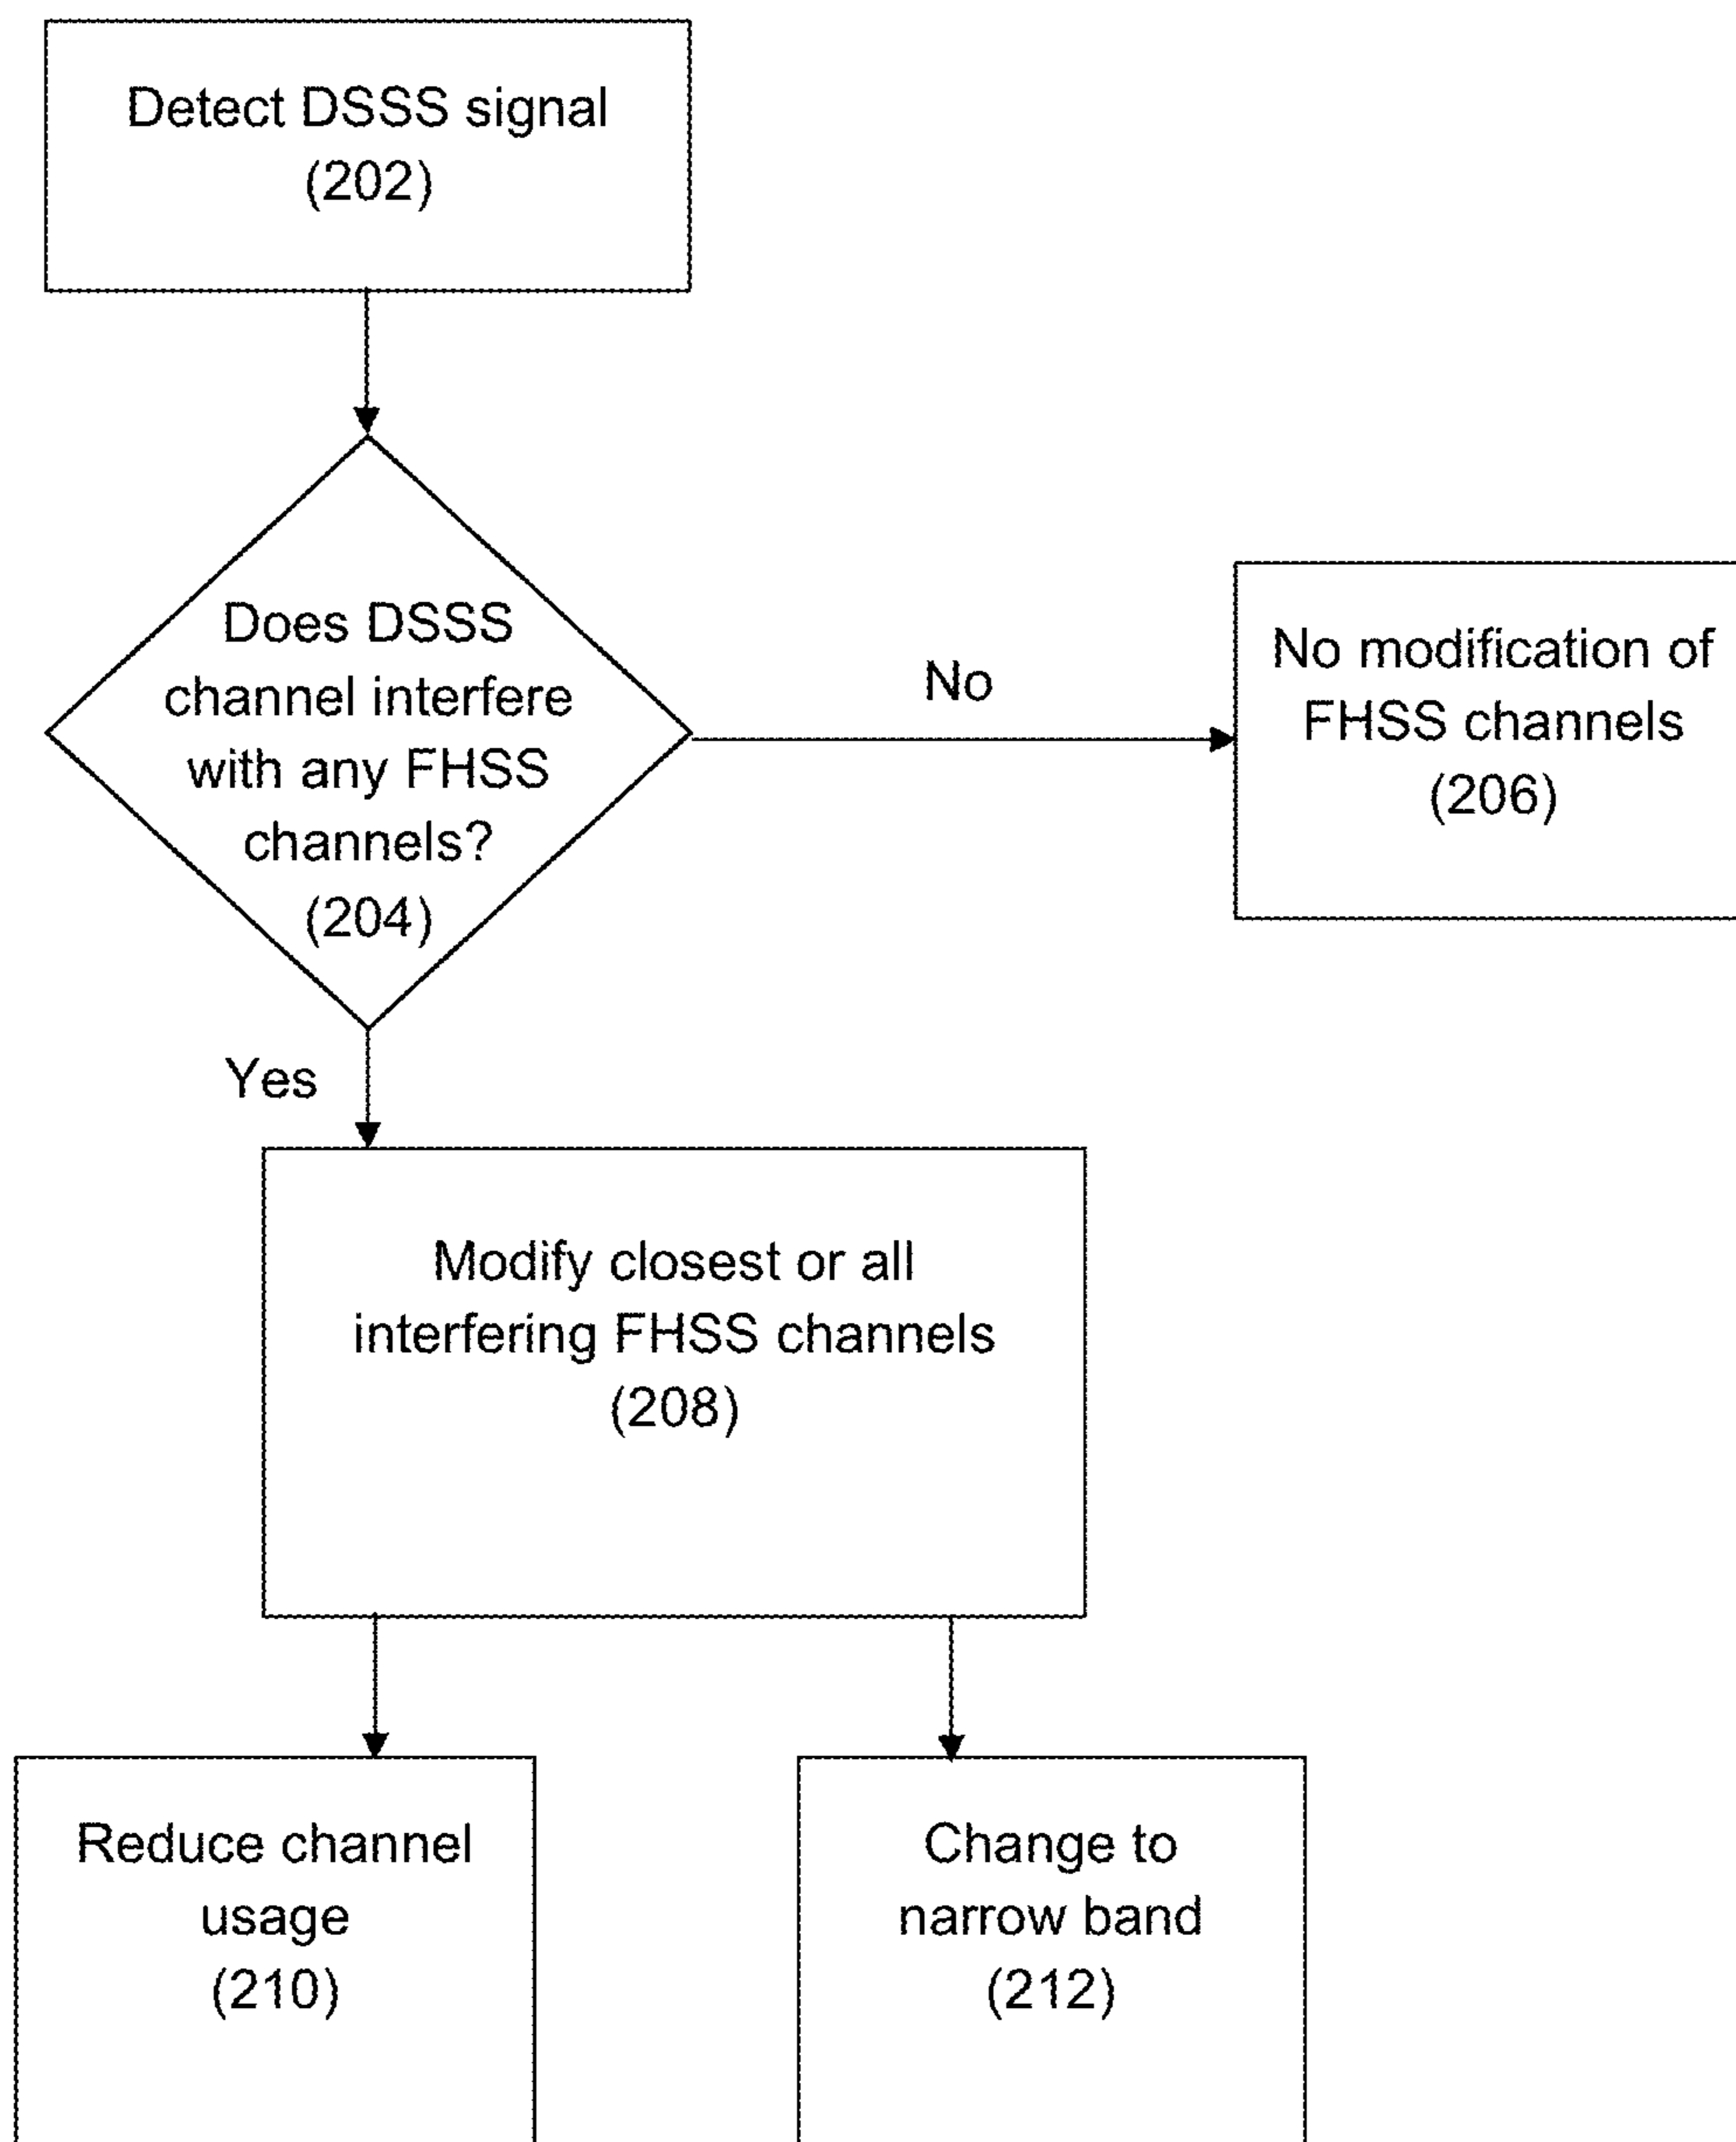 Detect DSSS signal
(202)
Does DSSS
channel interfere
with any FHSS
channels?
(204)
No
No modification of
FHSS channels
(206)
Yes
Modify closest or all
interfering FHSS channels
(208)
Reduce channel
usage
(210)
Change to
narrow band
(212)